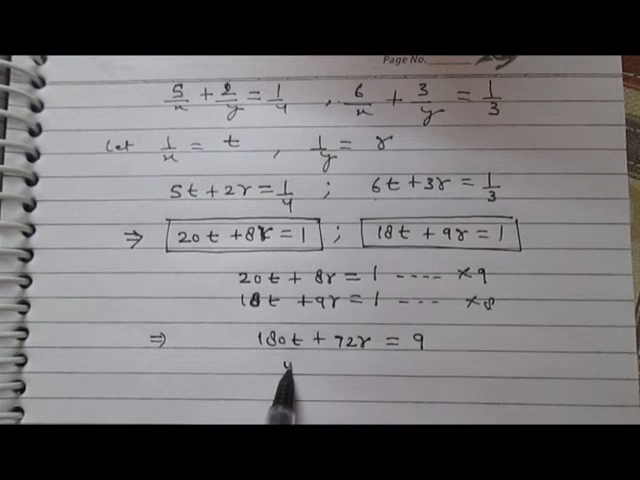 Page No. 29
5/x + 2/y = 1/4 , 6/x + 3/y = 1/3
let 1/x = t , 1/y = r
5t + 2r = 1/4 ; 6t + 3r = 1/3
⇒ 20t + 8r = 1 ; 18t + 9r = 1
20t + 8r = 1 ---- ×9
18t + 9r = 1 --- ×8
⇒ 180t + 72r = 9